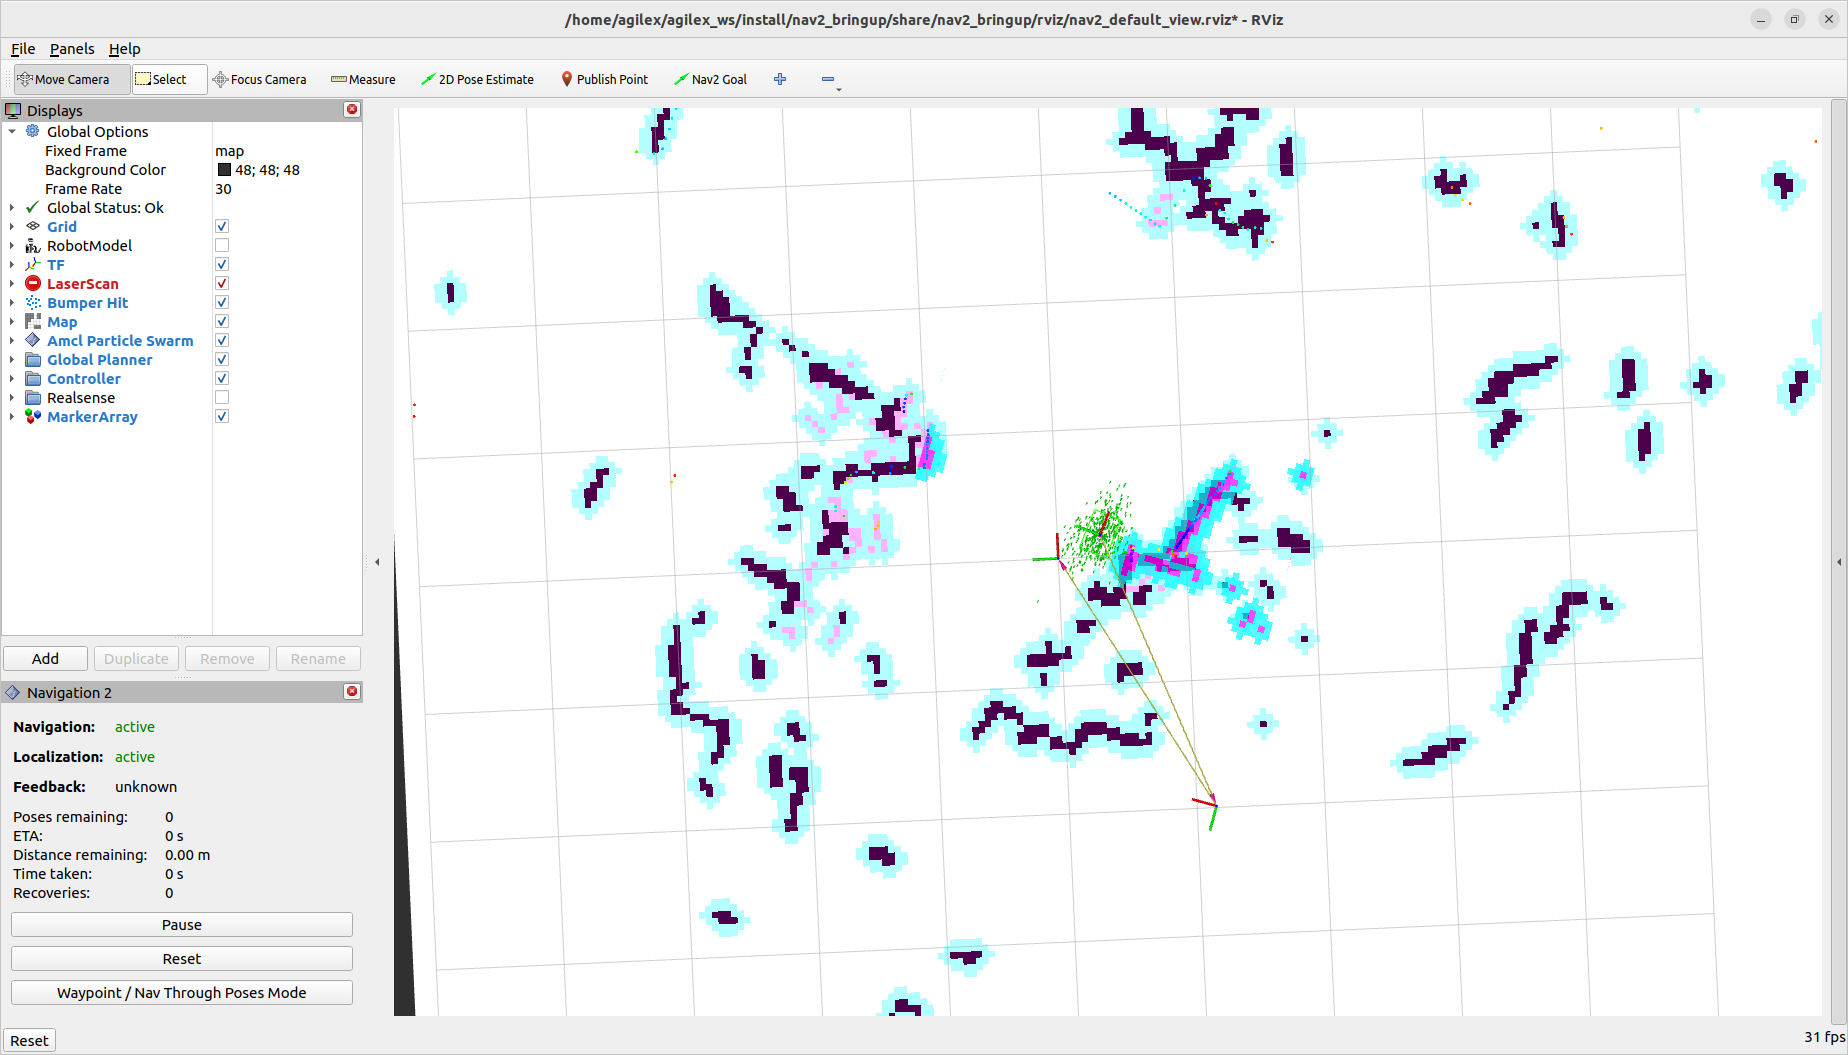 /home/agilex/agilex_ws/install/nav2_bringup/share/nav2_bringup/rviz/nav2_default_view.rviz* - RViz
File Panels Help
Move Camera Select Focus Camera Measure 2D Pose Estimate Publish Point Nav2 Goal
Displays
Global Options
Fixed Frame map
Background Color 48; 48; 48
Frame Rate 30
Global Status: Ok
Grid
RobotModel
TF
LaserScan
Bumper Hit
Map
Amcl Particle Swarm
Global Planner
Controller
Realsense
MarkerArray
Add Duplicate Remove Rename
Navigation 2
Navigation: active
Localization: active
Feedback: unknown
Poses remaining: 0
ETA: 0 s
Distance remaining: 0.00 m
Time taken: 0 s
Recoveries: 0
Pause
Reset
Waypoint / Nav Through Poses Mode
Reset
31 fps